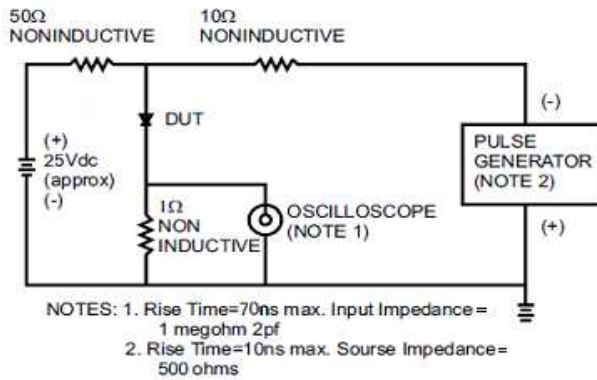 50Ω
NONINDUCTIVE
10Ω
NONINDUCTIVE
(+)
25Vdc
(approx)
(-)
DUT
1Ω
NON
INDUCTIVE
OSCILLOSCOPE
(NOTE 1)
(-)
PULSE
GENERATOR
(NOTE 2)
(+)
NOTES: 1. Rise Time=70ns max. Input Impedance=
1 megohm 2pf
2. Rise Time=10ns max. Sourse Impedance=
500 ohms